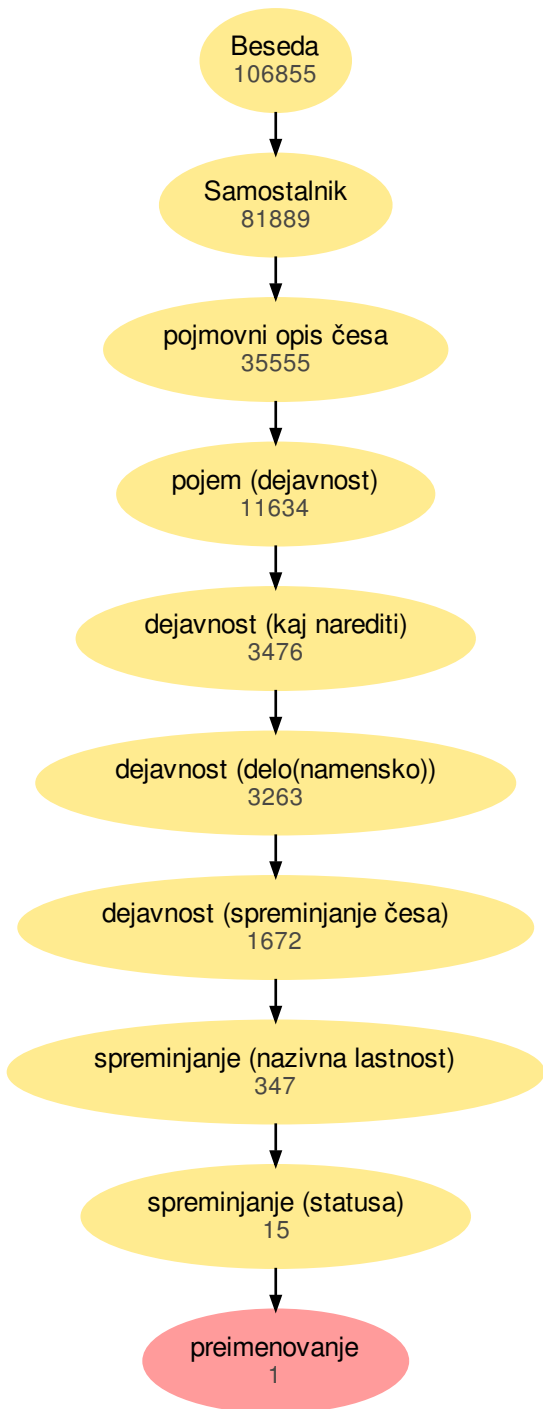 Beseda
106855
Samostalnik
81889
pojmovni opis česa
35555
pojem (dejavnost)
11634
dejavnost (kaj narediti)
3476
dejavnost (delo(namensko))
3263
dejavnost (spreminjanje česa)
1672
spreminjanje (nazivna lastnost)
347
spreminjanje (statusa)
15
preimenovanje
1